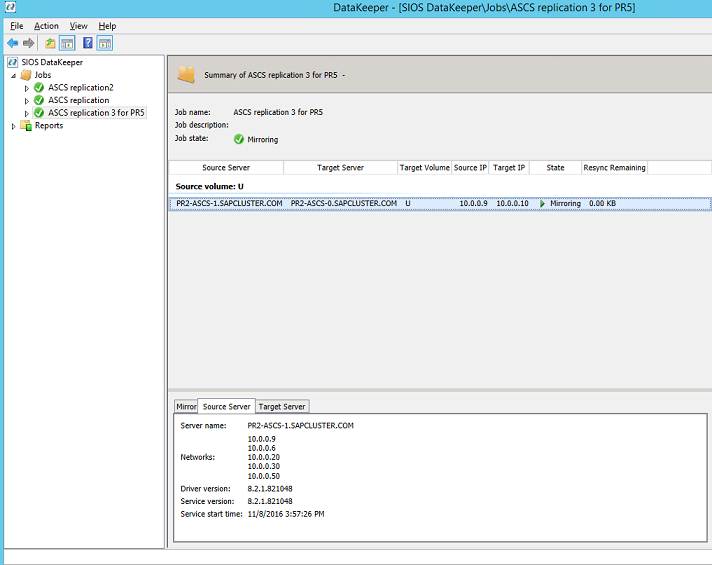 DataKeeper - [SIOS DataKeeper\Jobs\ASCS replication 3 for PR5]
File Action View Help
SIOS DataKeeper
Jobs
ASCS replication2
ASCS replication
ASCS replication 3 for PR5
Reports
Summary of ASCS replication 3 for PR5 -
Job name: ASCS replication 3 for PR5
Job description:
Job state: Mirroring
Source Server Target Server Target Volume Source IP Target IP State Resync Remaining
Source volume: U
PR2-ASCS-1.SAPCLUSTER.COM PR2-ASCS-0.SAPCLUSTER.COM U 10.0.0.9 10.0.0.10 Mirroring 0.00 KB
Mirror Source Server Target Server
Server name: PR2-ASCS-1.SAPCLUSTER.COM
10.0.0.9
10.0.0.6
Networks: 10.0.0.20
10.0.0.30
10.0.0.50
Driver version: 8.2.1.821048
Service version: 8.2.1.821048
Service start time: 11/8/2016 3:57:26 PM